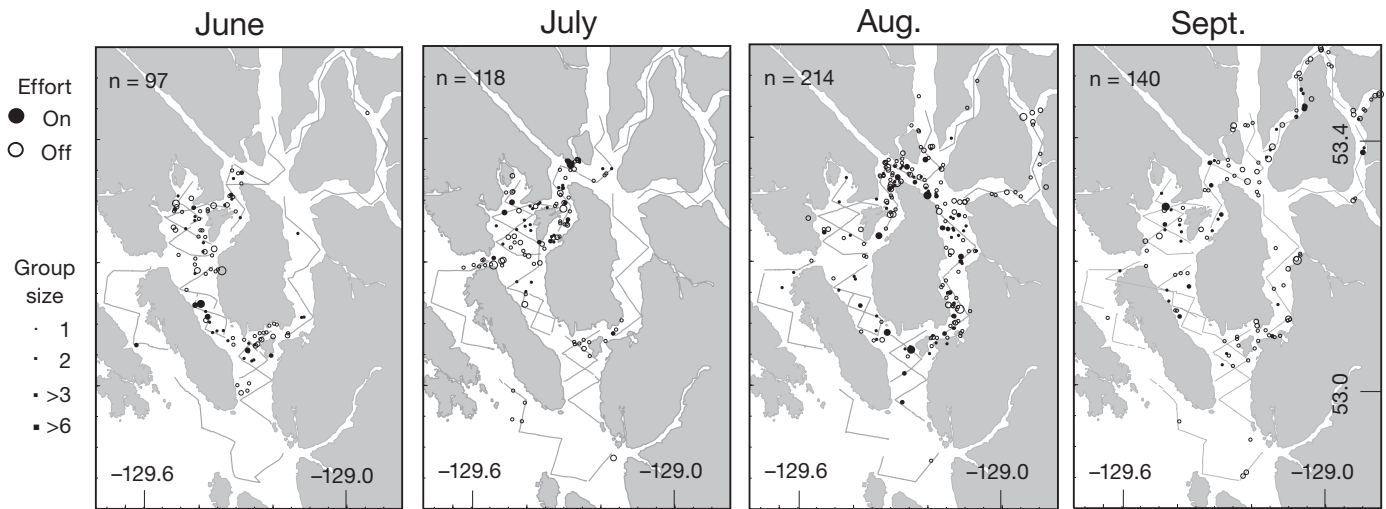 June
July
Aug.
Sept.
Effort
On
Off
Group
size
1
2
>3
>6
n = 97
n = 118
n = 214
n = 140
53.4
53.0
−129.6
−129.0
−129.6
−129.0
−129.6
−129.0
−129.6
−129.0